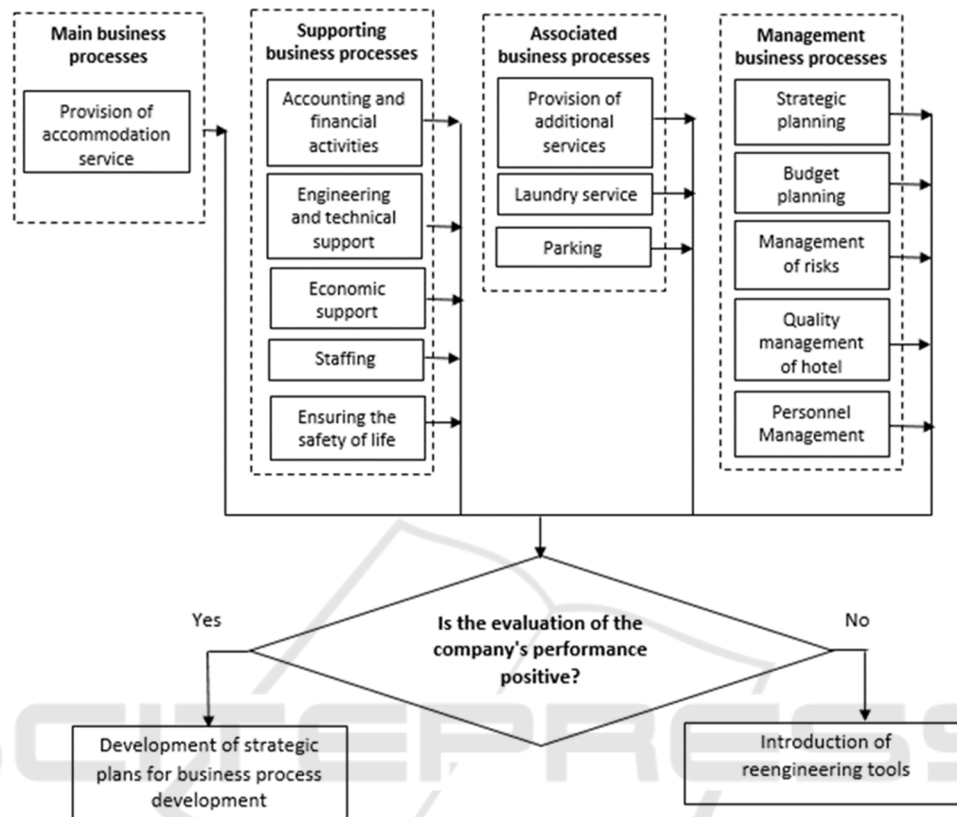 Main business
processes
Provision of
accommodation
service
Supporting
business processes
Accounting and
financial
activities
Engineering
and technical
support
Economic
support
Staffing
Ensuring the
safety of life
Associated
business processes
Provision of
additional
services
Laundry service
Parking
Management
business processes
Strategic
planning
Budget
planning
Management
of risks
Quality
management
of hotel
Personnel
Management
Is the evaluation of the
company's performance
positive?
Yes
No
Development of strategic
plans for business process
development
Introduction of
reengineering tools
SCITEPRESS